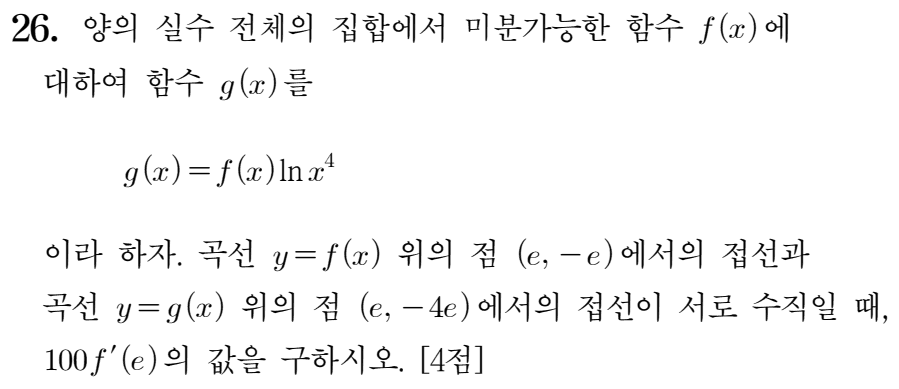 26. 양의 실수 전체의 집합에서 미분가능한 함수 f(x)에
대하여 함수 g(x)를
g(x)=f(x)ln x⁴
이라 하자. 곡선 y=f(x) 위의 점 (e, −e)에서의 접선과
곡선 y=g(x) 위의 점 (e, −4e)에서의 접선이 서로 수직일 때,
100f′(e)의 값을 구하시오. [4점]